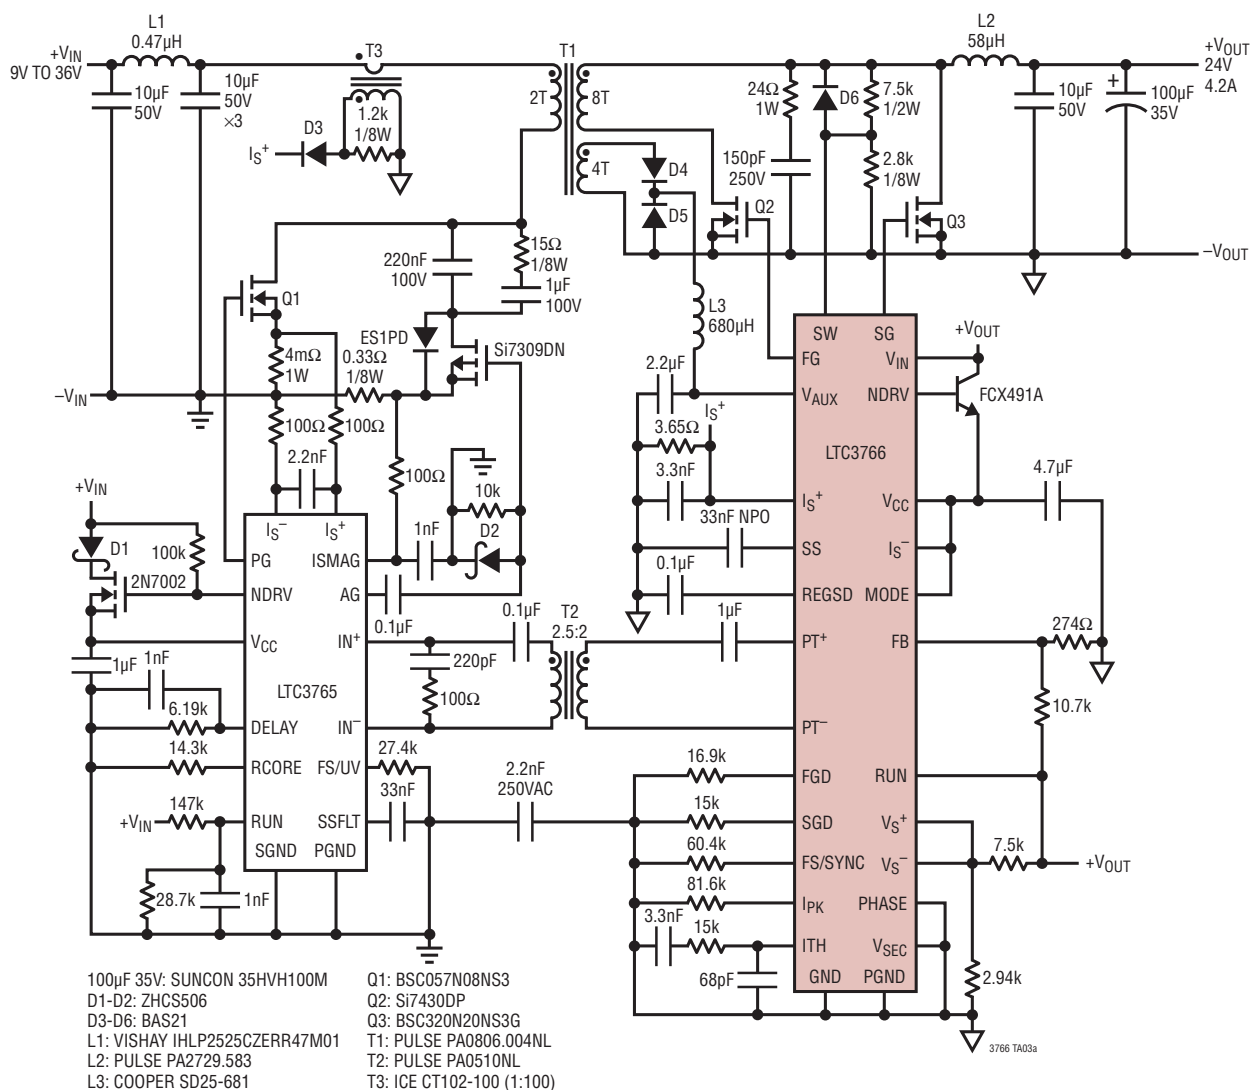 L1
0.47µH
+VIN
9V TO 36V
10µF
50V
10µF
50V
×3
T3
1.2k
1/8W
D3
IS+
T1
2T
8T
4T
D4
D5
24Ω
1W
150pF
250V
D6
7.5k
1/2W
2.8k
1/8W
Q2
Q3
L2
58µH
10µF
50V
+
100µF
35V
+VOUT
24V
4.2A
–VOUT
220nF
100V
15Ω
1/8W
1µF
100V
Q1
4mΩ
1W
ES1PD
0.33Ω
1/8W
Si7309DN
–VIN
100Ω
100Ω
2.2nF
100Ω
10k
1nF
D2
L3
680µH
2.2µF
IS+
3.65Ω
3.3nF
33nF NPO
0.1µF
+VIN
D1
100k
2N7002
1µF
1nF
6.19k
14.3k
147k
+VIN
28.7k
1nF
IS–
IS+
PG
ISMAG
NDRV
AG
VCC
IN+
LTC3765
DELAY
IN–
RCORE
FS/UV
RUN
SSFLT
SGND
PGND
0.1µF
0.1µF
T2
2.5:2
1µF
220pF
100Ω
27.4k
33nF
2.2nF
250VAC
SW
SG
FG
VIN
VAUX
NDRV
LTC3766
IS+
VCC
SS
IS–
REGSD
MODE
PT+
FB
PT–
FGD
RUN
SGD
VS+
FS/SYNC
VS–
IPK
PHASE
ITH
VSEC
GND
PGND
+VOUT
FCX491A
4.7µF
274Ω
10.7k
7.5k
+VOUT
2.94k
16.9k
15k
60.4k
81.6k
3.3nF
15k
68pF
100µF 35V: SUNCON 35HVH100M
D1-D2: ZHCS506
D3-D6: BAS21
L1: VISHAY IHLP2525CZERR47M01
L2: PULSE PA2729.583
L3: COOPER SD25-681
Q1: BSC057N08NS3
Q2: Si7430DP
Q3: BSC320N20NS3G
T1: PULSE PA0806.004NL
T2: PULSE PA0510NL
T3: ICE CT102-100 (1:100)
3766 TA03a